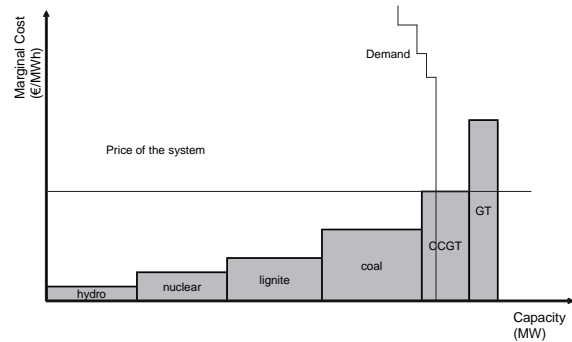 Marginal Cost
(€/MWh)
Demand
Price of the system
GT
CCGT
coal
lignite
nuclear
hydro
Capacity
(MW)